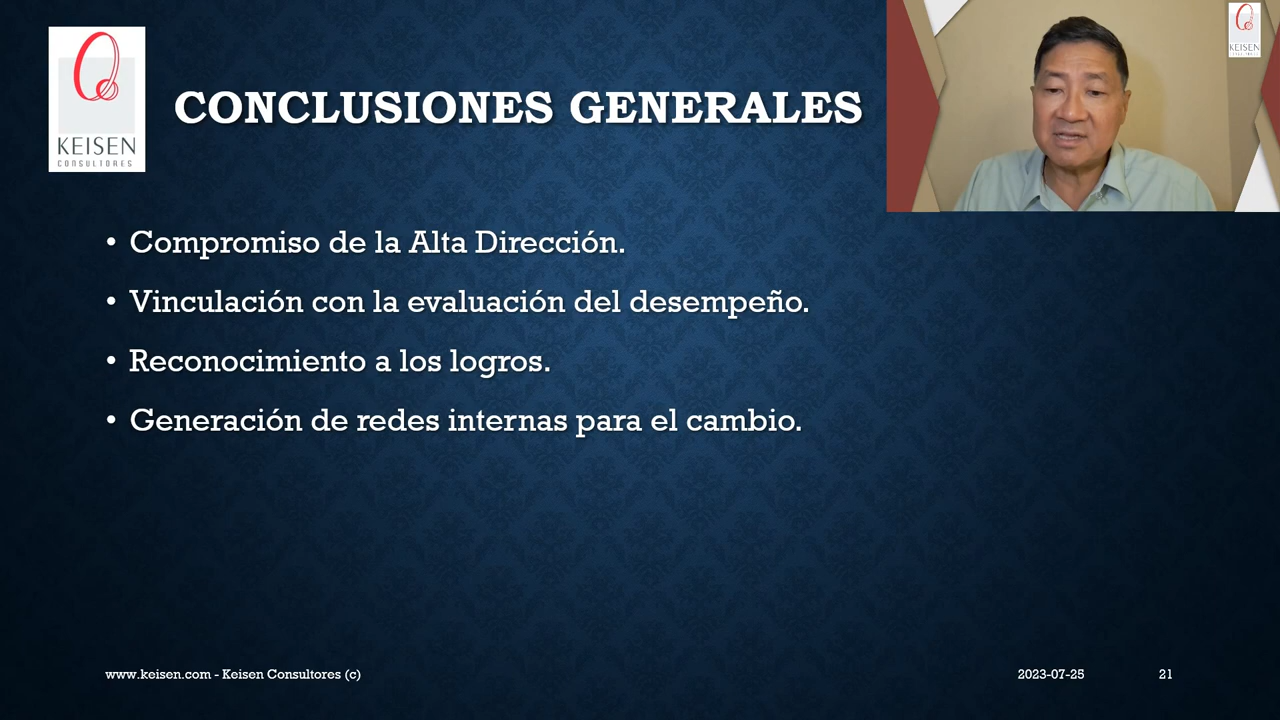 KEISEN
CONSULTORES
CONCLUSIONES GENERALES
KEISEN
• Compromiso de la Alta Dirección.
• Vinculación con la evaluación del desempeño.
• Reconocimiento a los logros.
• Generación de redes internas para el cambio.
www.keisen.com - Keisen Consultores (c)
2023-07-25
21